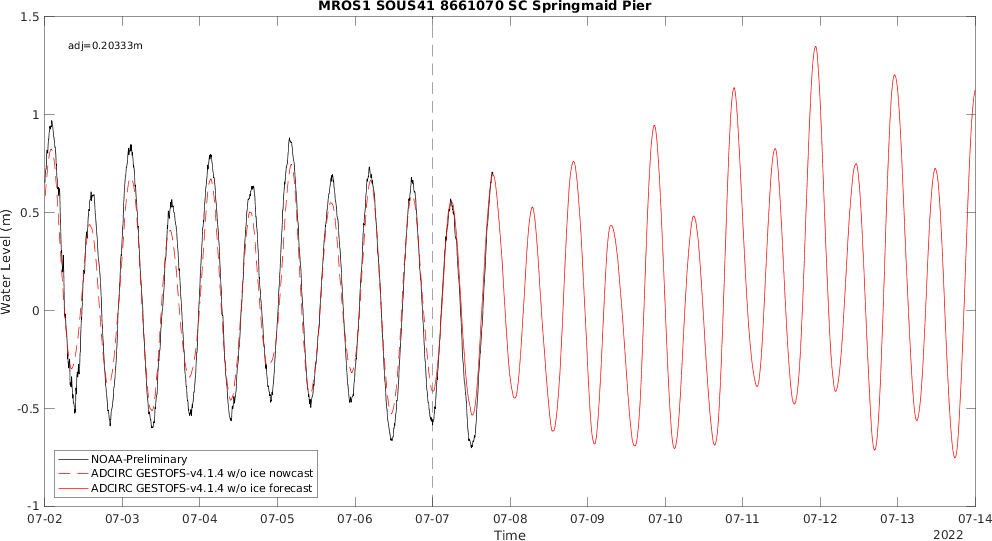 MROS1 SOUS41 8661070 SC Springmaid Pier
1.5
adj=0.20333m
1
0.5
Water Level (m)
0
-0.5
NOAA-Preliminary
ADCIRC GESTOFS-v4.1.4 w/o ice nowcast
ADCIRC GESTOFS-v4.1.4 w/o ice forecast
-1
07-02 07-03 07-04 07-05 07-06 07-07 07-08 07-09 07-10 07-11 07-12 07-13 07-14
Time
2022